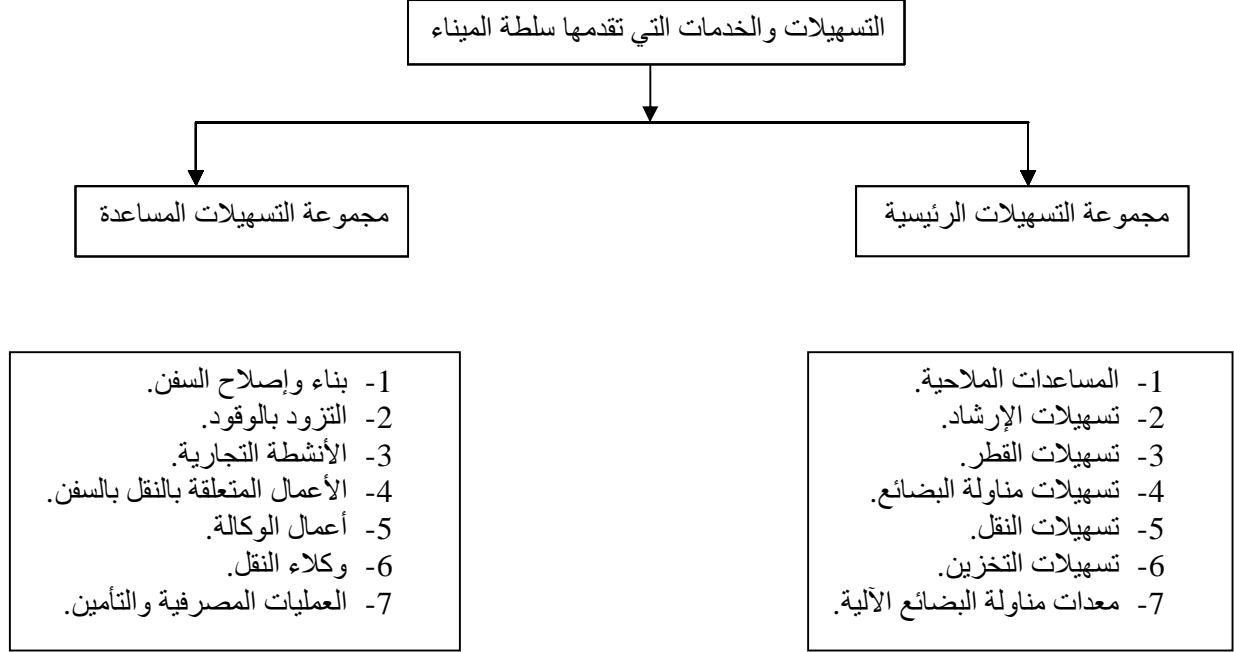 التسهيلات والخدمات التي تقدمها سلطة الميناء
مجموعة التسهيلات الرئيسية
مجموعة التسهيلات المساعدة
1- المساعدات الملاحية.
2- تسهيلات الإرشاد.
3- تسهيلات القطر.
4- تسهيلات مناولة البضائع.
5- تسهيلات النقل.
6- تسهيلات التخزين.
7- معدات مناولة البضائع الآلية.
1- بناء وإصلاح السفن.
2- التزود بالوقود.
3- الأنشطة التجارية.
4- الأعمال المتعلقة بالنقل بالسفن.
5- أعمال الوكالة.
6- وكلاء النقل.
7- العمليات المصرفية والتأمين.